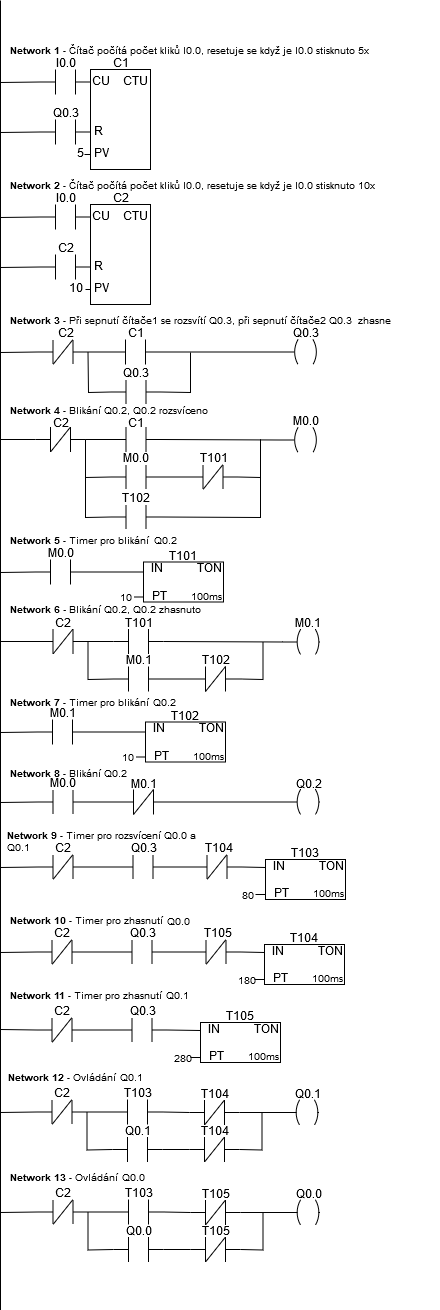 Network 1 - Čítač počítá počet kliků I0.0, resetuje se když je I0.0 stisknuto 5x
I0.0 C1
CU CTU
Q0.3
R
5 PV
Network 2 - Čítač počítá počet kliků I0.0, resetuje se když je I0.0 stisknuto 10x
I0.0 C2
CU CTU
C2
R
10 PV
Network 3 - Při sepnutí čítače1 se rozsvítí Q0.3, při sepnutí čítače2 Q0.3 zhasne
C2 C1 Q0.3
Q0.3
Network 4 - Blikání Q0.2, Q0.2 rozsvíceno
C2 C1 M0.0
M0.0 T101
T102
Network 5 - Timer pro blikání Q0.2
M0.0 T101
IN TON
10 PT 100ms
Network 6 - Blikání Q0.2, Q0.2 zhasnuto
C2 T101 M0.1
M0.1 T102
Network 7 - Timer pro blikání Q0.2
M0.1 T102
IN TON
10 PT 100ms
Network 8 - Blikání Q0.2
M0.0 M0.1 Q0.2
Network 9 - Timer pro rozsvícení Q0.0 a
Q0.1 C2 Q0.3 T104 T103
IN TON
80 PT 100ms
Network 10 - Timer pro zhasnutí Q0.0
C2 Q0.3 T105 T104
IN TON
180 PT 100ms
Network 11 - Timer pro zhasnutí Q0.1
C2 Q0.3 T105
IN TON
280 PT 100ms
Network 12 - Ovládání Q0.1
C2 T103 T104 Q0.1
Q0.1 T104
Network 13 - Ovládání Q0.0
C2 T103 T105 Q0.0
Q0.0 T105